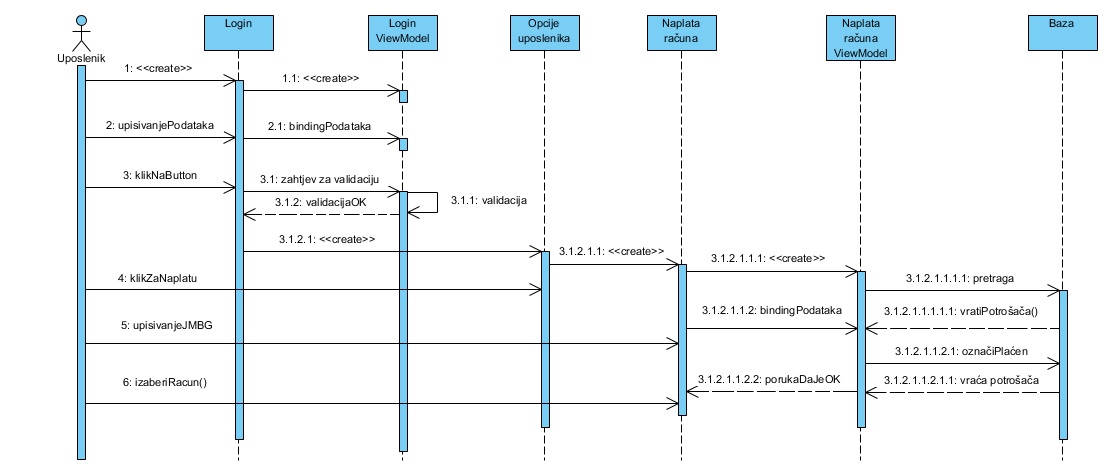 Login
Login
ViewModel
Opcije
uposlenika
Naplata
računa
Naplata
računa
ViewModel
Baza
Uposlenik
1: <<create>>
1.1: <<create>>
2: upisivanjePodataka
2.1: bindingPodataka
3: klikNaButton
3.1: zahtjev za validaciju
3.1.1: validacija
3.1.2: validacijaOK
3.1.2.1: <<create>>
3.1.2.1.1: <<create>>
3.1.2.1.1.1: <<create>>
4: klikZaNaplatu
3.1.2.1.1.1.1: pretraga
3.1.2.1.1.2: bindingPodataka
3.1.2.1.1.1.1.1: vratiPotrošača()
5: upisivanjeJMBG
3.1.2.1.1.2.1: označiPlaćen
6: izaberiRacun()
3.1.2.1.1.2.2: porukaDaJeOK
3.1.2.1.1.2.1.1: vraća potrošača